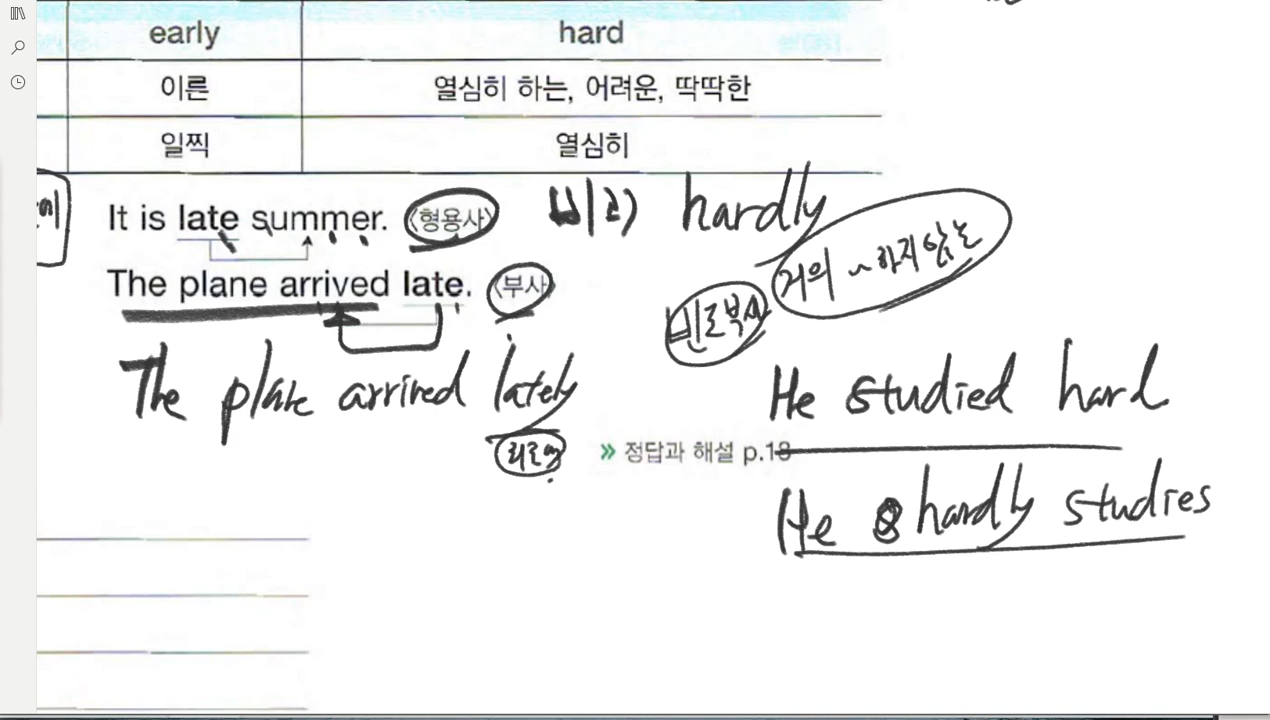 early hard
이른 열심히 하는, 어려운, 딱딱한
일찍 열심히
It is late summer. <형용사> 비교) hardly
거의 ~하지 않는
The plane arrived late. <부사> 빈도부사
The plane arrived lately He studied hard
최근에 » 정답과 해설 p.18
He hardly studies